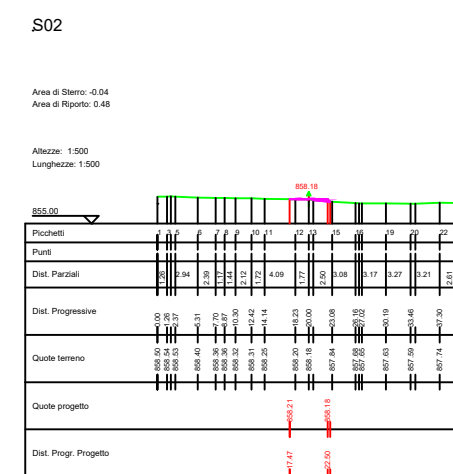 S02
Area di Sterro: -0.04
Area di Riporto: 0.48
Altezze: 1:500
Lunghezze: 1:500
858.18
855.00
Picchetti 1 3 5 6 7 8 9 10 11 12 13 15 16 19 20 22
Punti
Dist. Parziali 1.26 2.94 2.39 1.17 1.44 2.12 1.72 4.09 1.77 2.50 3.08 3.17 3.27 3.21 2.61
Dist. Progressive 0.00 1.26 2.37 5.31 7.70 8.87 10.30 12.42 14.14 18.23 20.00 23.08 26.16 27.02 30.19 33.46 37.30
Quote terreno 858.50 858.54 858.53 858.40 858.36 858.36 858.32 858.31 858.25 858.20 858.18 857.84 857.68 857.65 857.63 857.59 857.74
Quote progetto 858.21 858.18
Dist. Progr. Progetto 17.47 22.50